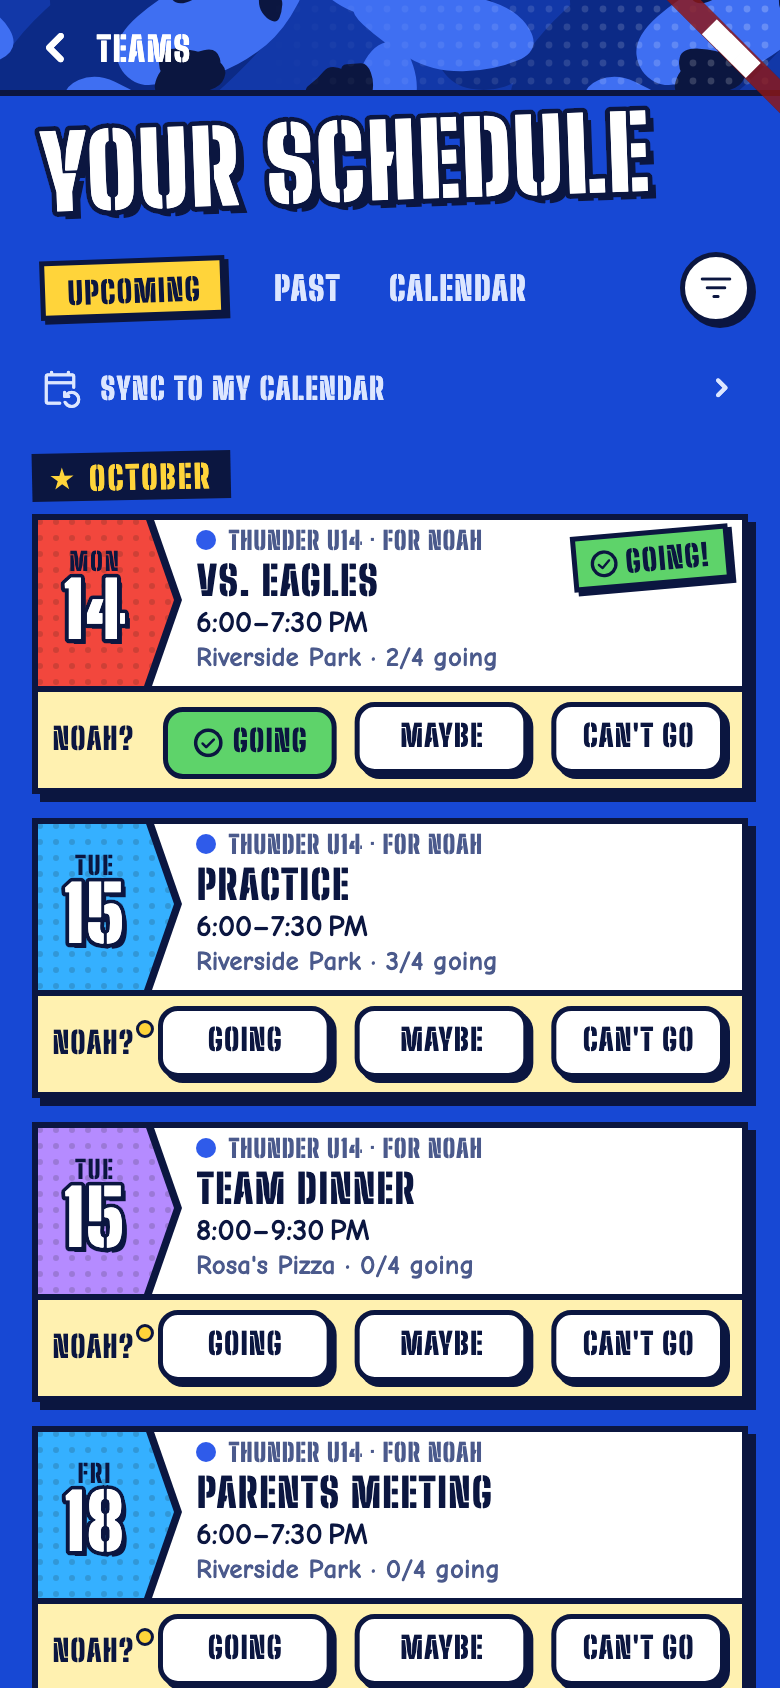 TEAMS
YOUR SCHEDULE
UPCOMING PAST CALENDAR
SYNC TO MY CALENDAR
★ OCTOBER
MON
14
THUNDER U14 · FOR NOAH
VS. EAGLES
6:00–7:30 PM
Riverside Park · 2/4 going
GOING!
NOAH? GOING MAYBE CAN'T GO
TUE
15
THUNDER U14 · FOR NOAH
PRACTICE
6:00–7:30 PM
Riverside Park · 3/4 going
NOAH? GOING MAYBE CAN'T GO
TUE
15
THUNDER U14 · FOR NOAH
TEAM DINNER
8:00–9:30 PM
Rosa's Pizza · 0/4 going
NOAH? GOING MAYBE CAN'T GO
FRI
18
THUNDER U14 · FOR NOAH
PARENTS MEETING
6:00–7:30 PM
Riverside Park · 0/4 going
NOAH? GOING MAYBE CAN'T GO